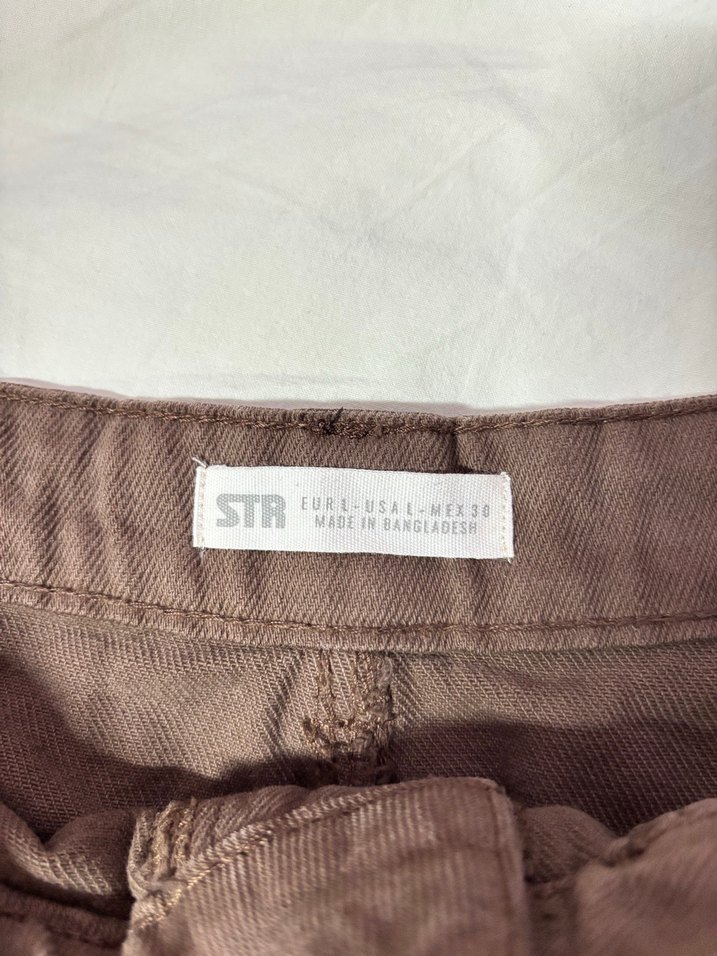 STR
EUR L - USA L - MEX 30
MADE IN BANGLADESH